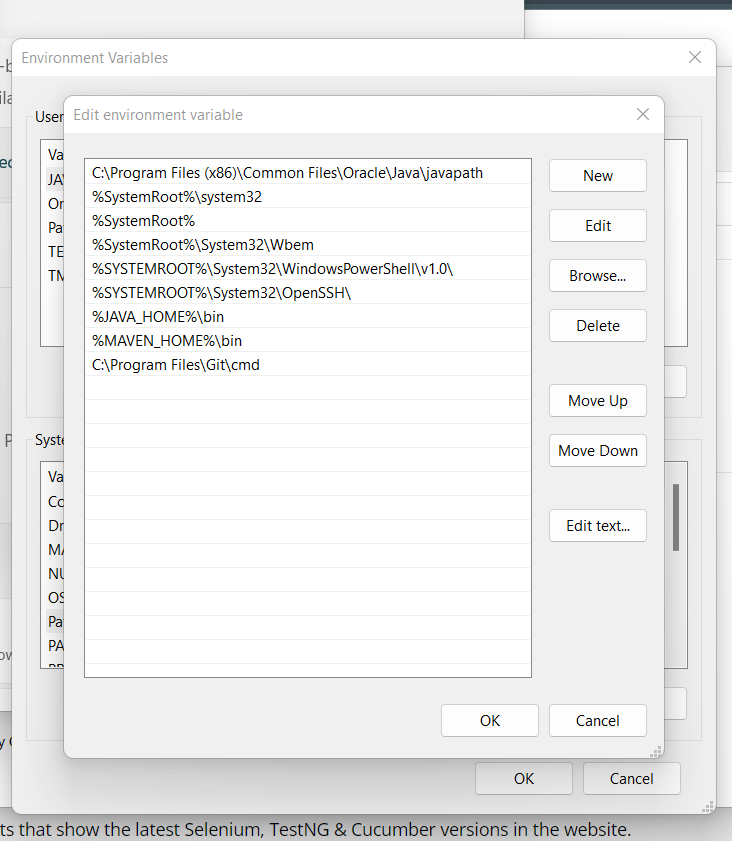 Environment Variables
Edit environment variable
User
Va
JA
On
Pa
TE
TM
C:\Program Files (x86)\Common Files\Oracle\Java\javapath
%SystemRoot%\system32
%SystemRoot%
%SystemRoot%\System32\Wbem
%SYSTEMROOT%\System32\WindowsPowerShell\v1.0\
%SYSTEMROOT%\System32\OpenSSH\
%JAVA_HOME%\bin
%MAVEN_HOME%\bin
C:\Program Files\Git\cmd
New
Edit
Browse...
Delete
Move Up
Move Down
Edit text...
Syste
Va
Co
Dr
MA
NU
OS
Pa
PA
OK
Cancel
OK
Cancel
ts that show the latest Selenium, TestNG & Cucumber versions in the website.